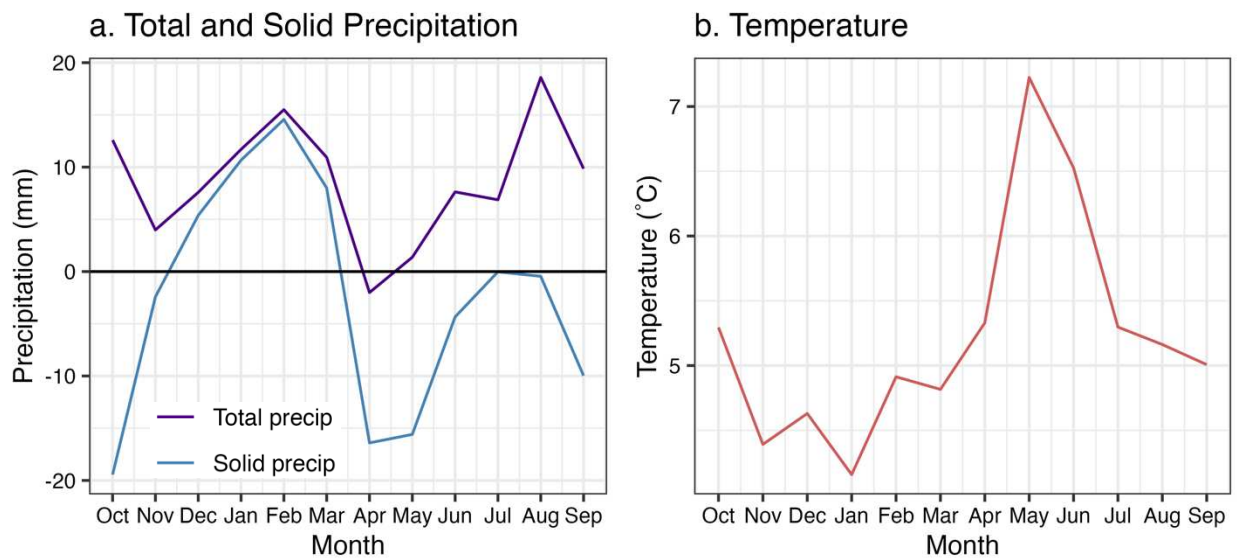 a. Total and Solid Precipitation
20
10
0
-10
-20
Precipitation (mm)
Total precip
Solid precip
Oct Nov Dec Jan Feb Mar Apr May Jun Jul Aug Sep
Month
b. Temperature
7
6
5
Temperature (˚C)
Oct Nov Dec Jan Feb Mar Apr May Jun Jul Aug Sep
Month